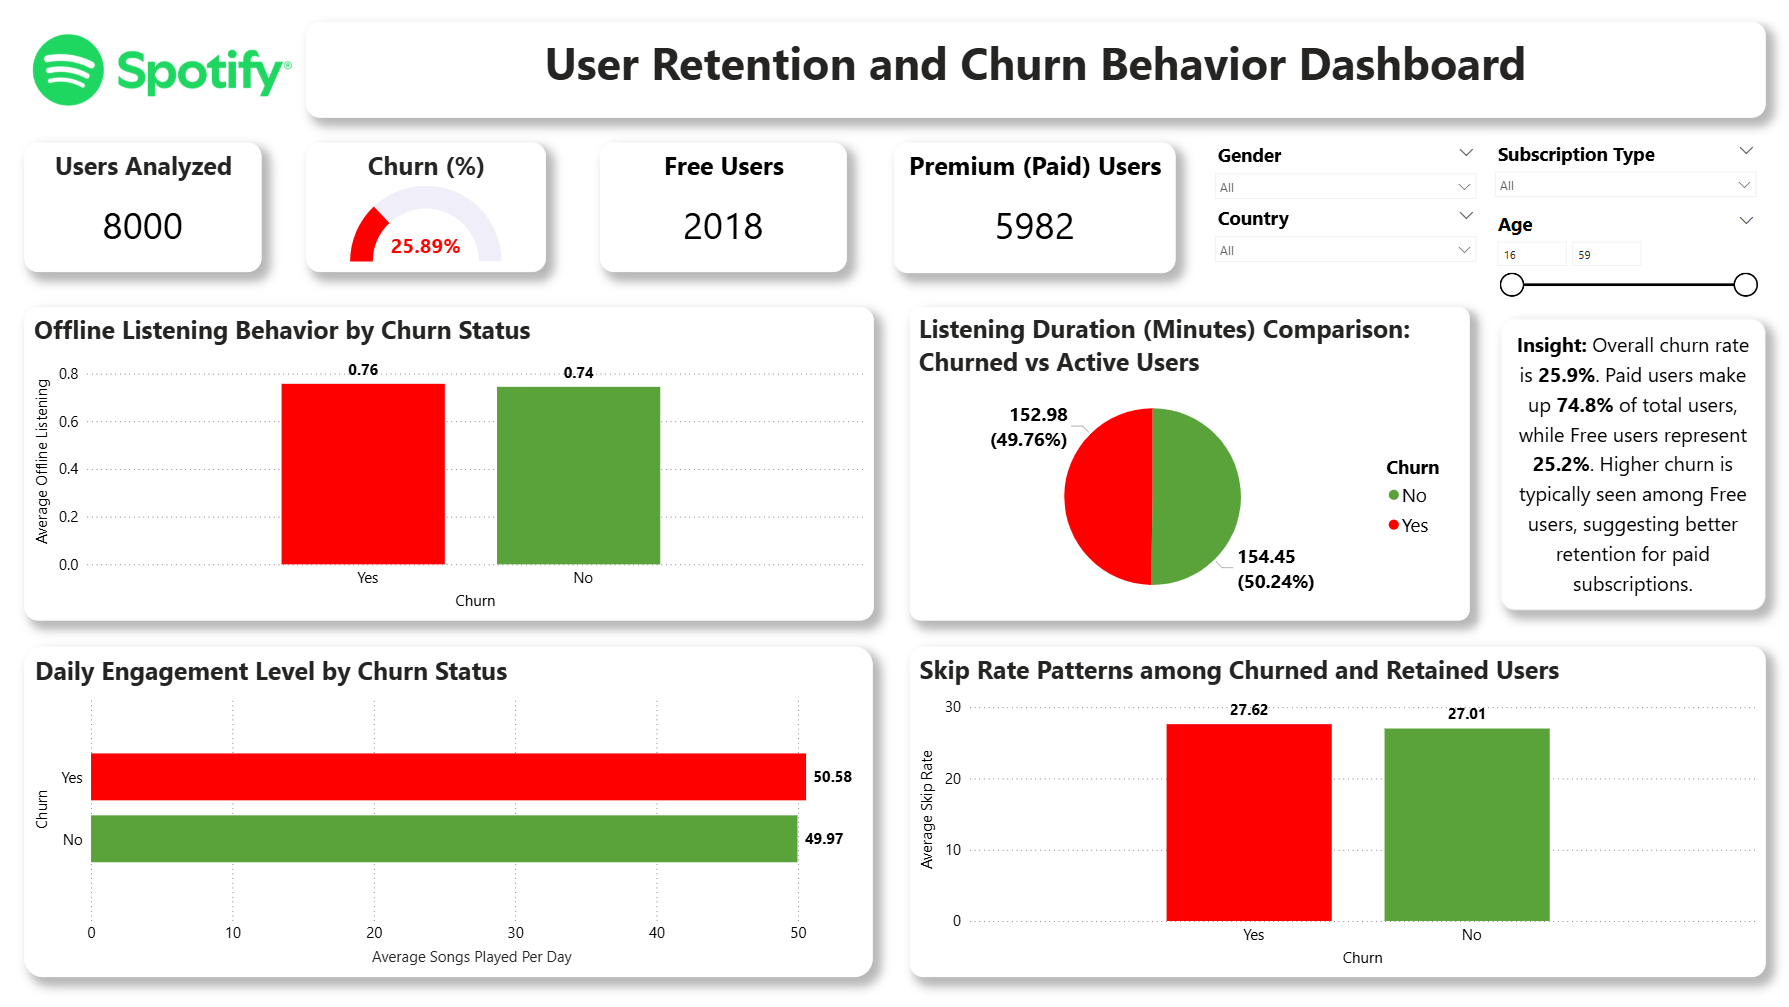 Spotify®
User Retention and Churn Behavior Dashboard
Users Analyzed
8000
Churn (%)
25.89%
Free Users
2018
Premium (Paid) Users
5982
Gender
All
Country
All
Subscription Type
All
Age
16
59
Offline Listening Behavior by Churn Status
Average Offline Listening
0.8
0.6
0.4
0.2
0.0
0.76
0.74
Yes
No
Churn
Listening Duration (Minutes) Comparison:
Churned vs Active Users
152.98
(49.76%)
154.45
(50.24%)
Churn
No
Yes
Insight: Overall churn rate
is 25.9%. Paid users make
up 74.8% of total users,
while Free users represent
25.2%. Higher churn is
typically seen among Free
users, suggesting better
retention for paid
subscriptions.
Daily Engagement Level by Churn Status
Churn
Yes
50.58
No
49.97
0
10
20
30
40
50
Average Songs Played Per Day
Skip Rate Patterns among Churned and Retained Users
Average Skip Rate
30
20
10
0
27.62
27.01
Yes
No
Churn